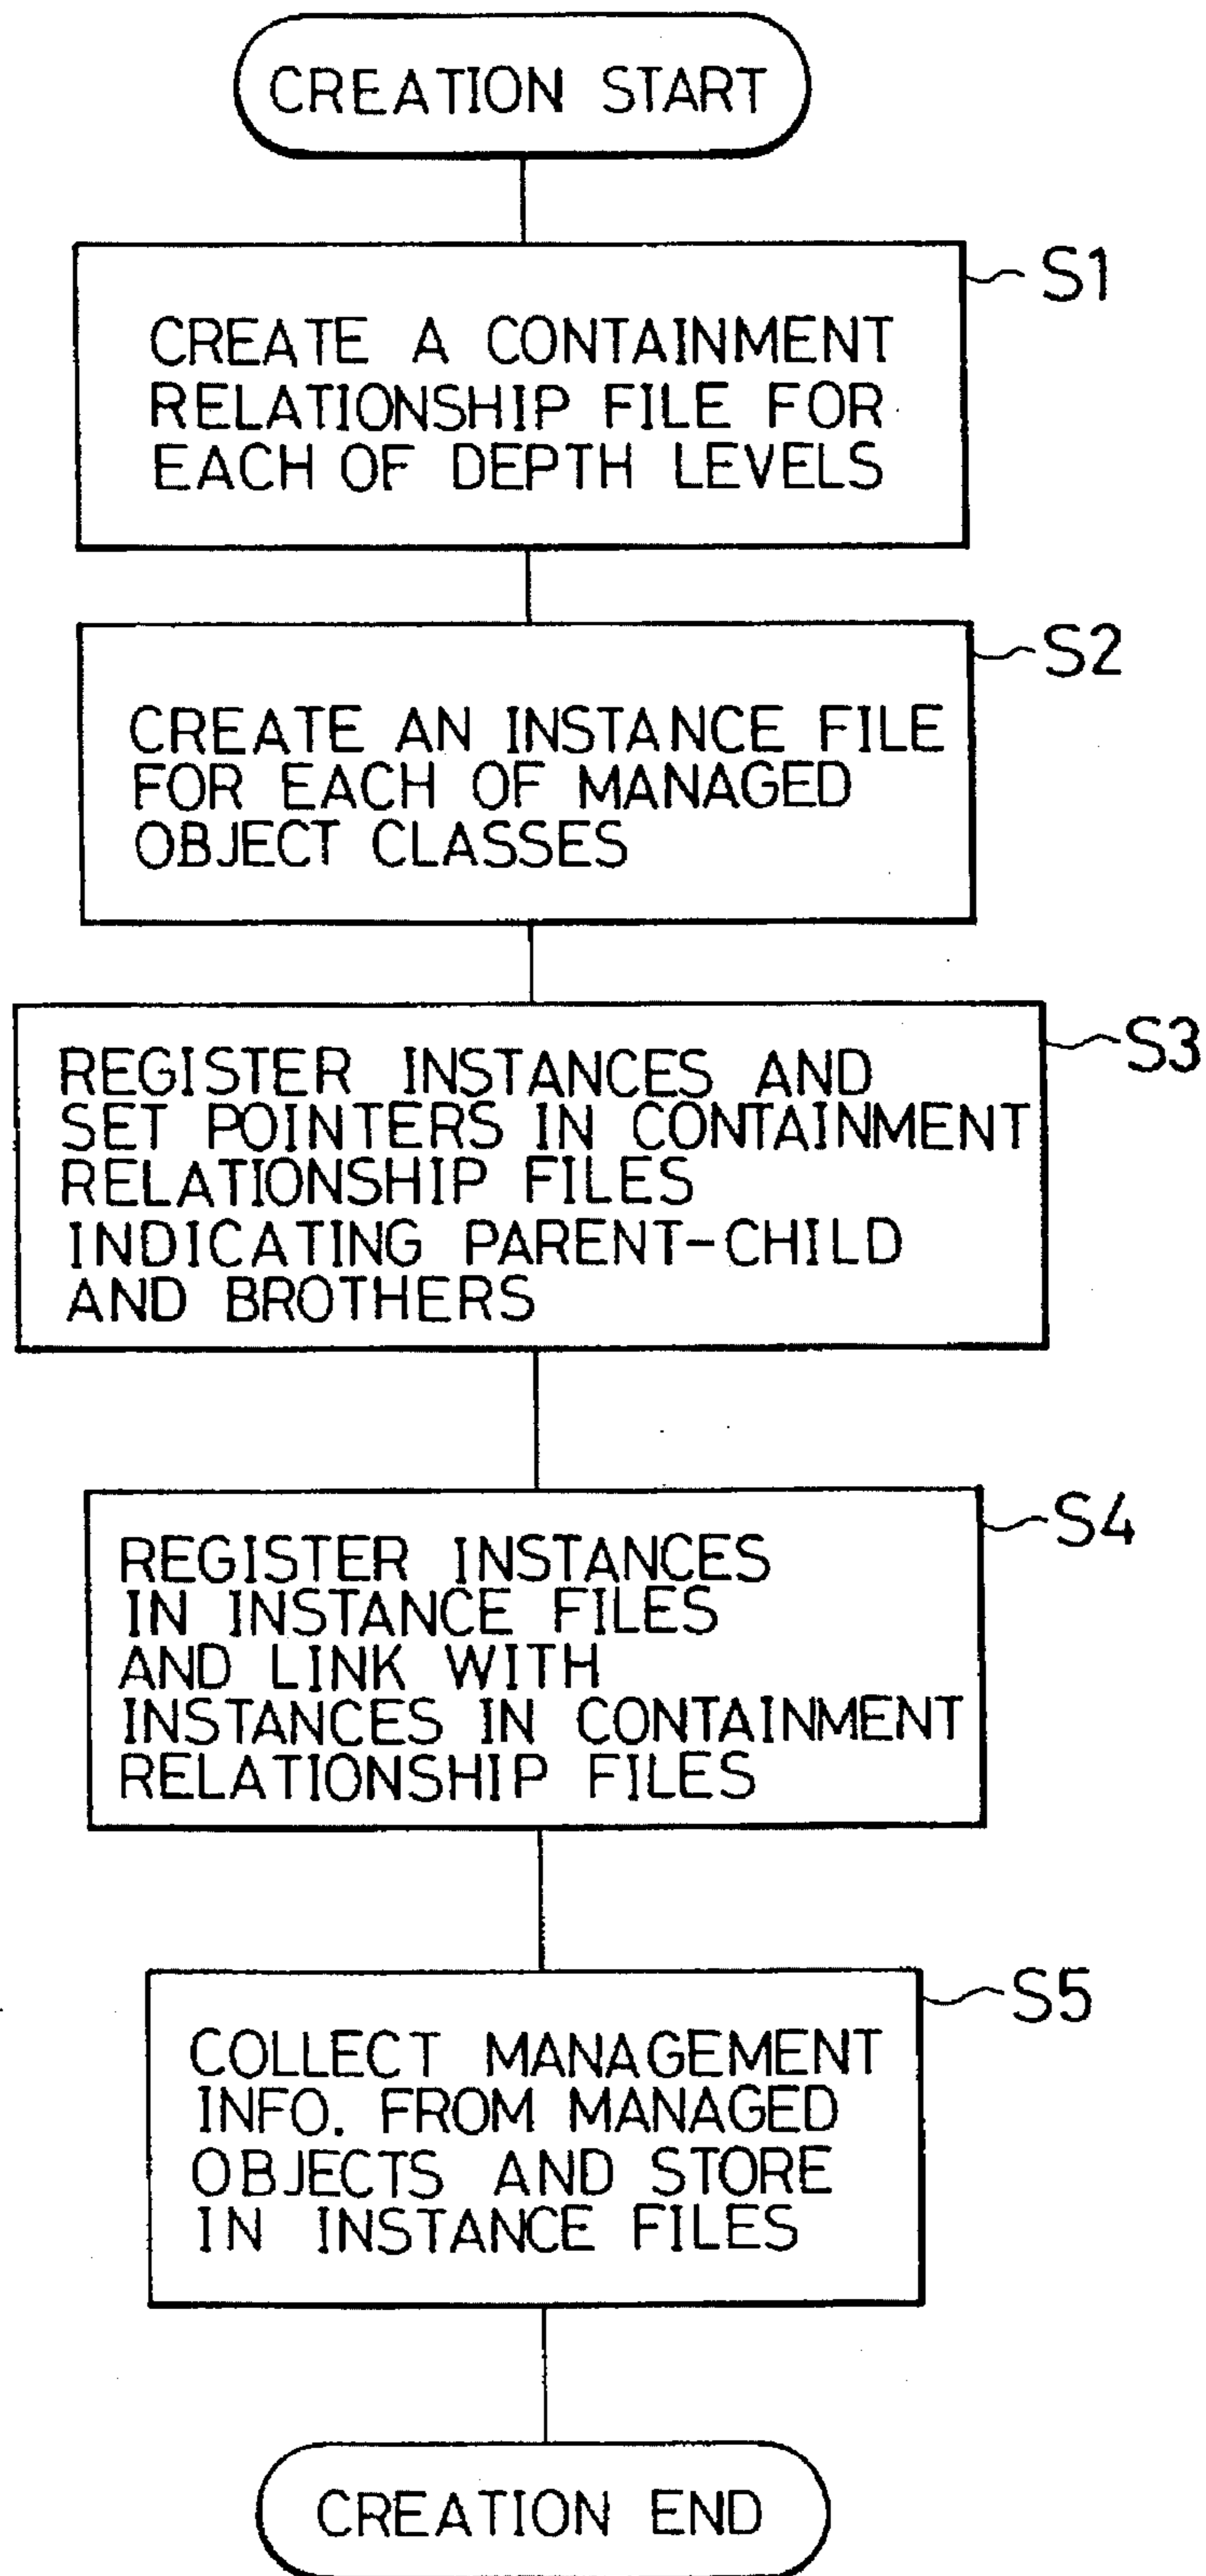 CREATION START
S1
CREATE A CONTAINMENT
RELATIONSHIP FILE FOR
EACH OF DEPTH LEVELS
S2
CREATE AN INSTANCE FILE
FOR EACH OF MANAGED
OBJECT CLASSES
S3
REGISTER INSTANCES AND
SET POINTERS IN CONTAINMENT
RELATIONSHIP FILES
INDICATING PARENT-CHILD
AND BROTHERS
S4
REGISTER INSTANCES
IN INSTANCE FILES
AND LINK WITH
INSTANCES IN CONTAINMENT
RELATIONSHIP FILES
S5
COLLECT MANAGEMENT
INFO. FROM MANAGED
OBJECTS AND STORE
IN INSTANCE FILES
CREATION END